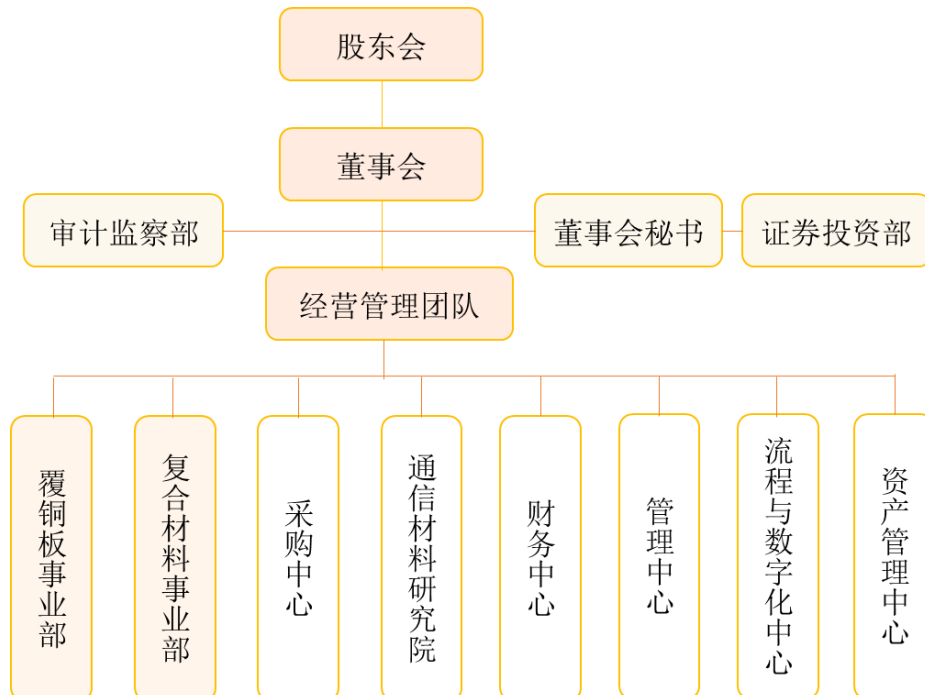 股东会
董事会
审计监察部
董事会秘书
证券投资部
经营管理团队
覆铜板事业部
复合材料事业部
采购中心
通信材料研究院
财务中心
管理中心
流程与数字化中心
资产管理中心